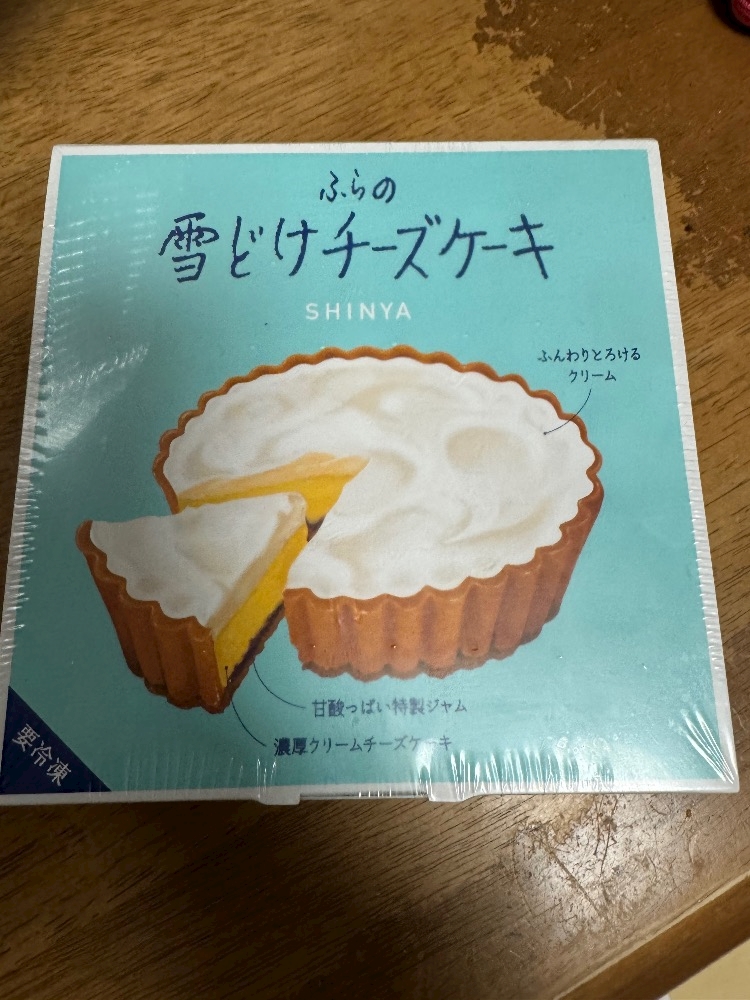 ふらの
雪どけチーズケーキ
SHINYA
ふんわりとろける
クリーム
甘酸っぱい特製ジャム
濃厚クリームチーズケーキ
要冷凍